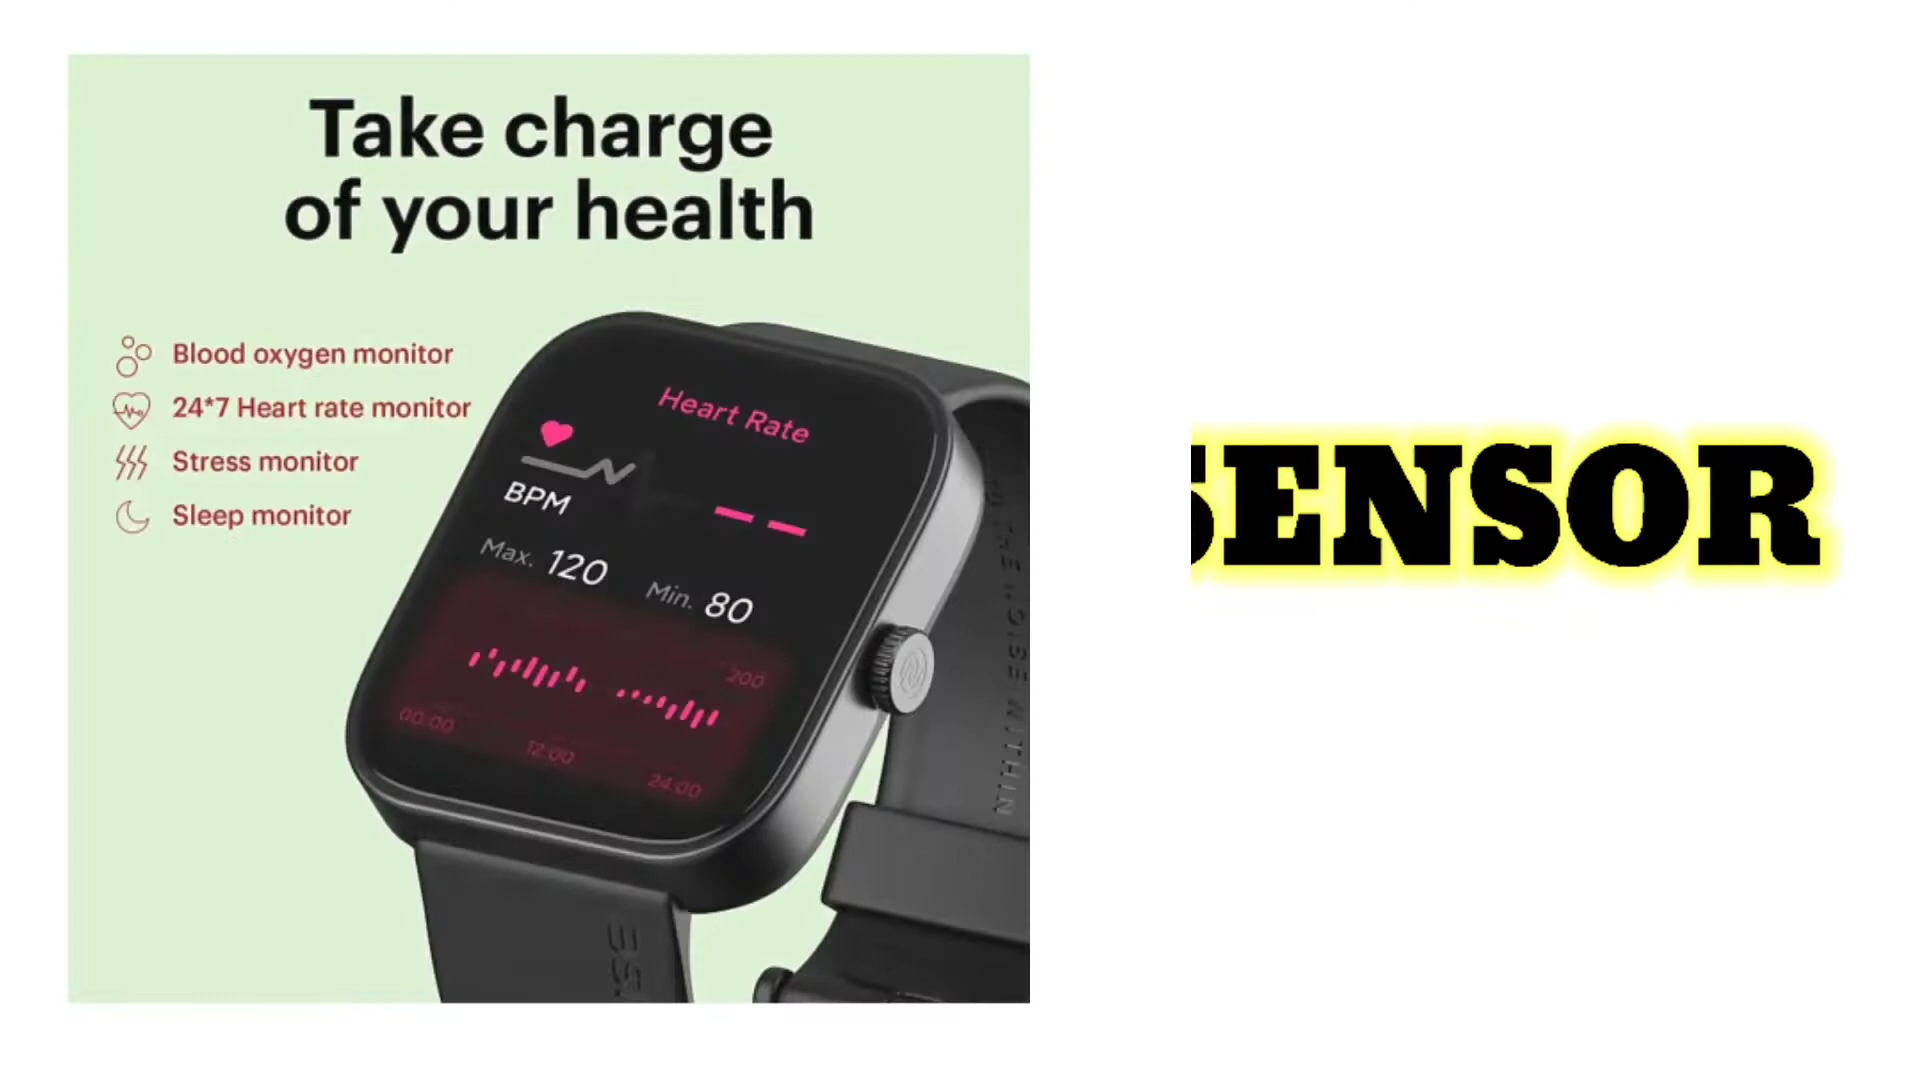 Take charge
of your health
Blood oxygen monitor
24*7 Heart rate monitor
Stress monitor
Sleep monitor
Heart Rate
BPM
Max. 120 Min. 80
200
00:00 12:00 24:00
SENSOR